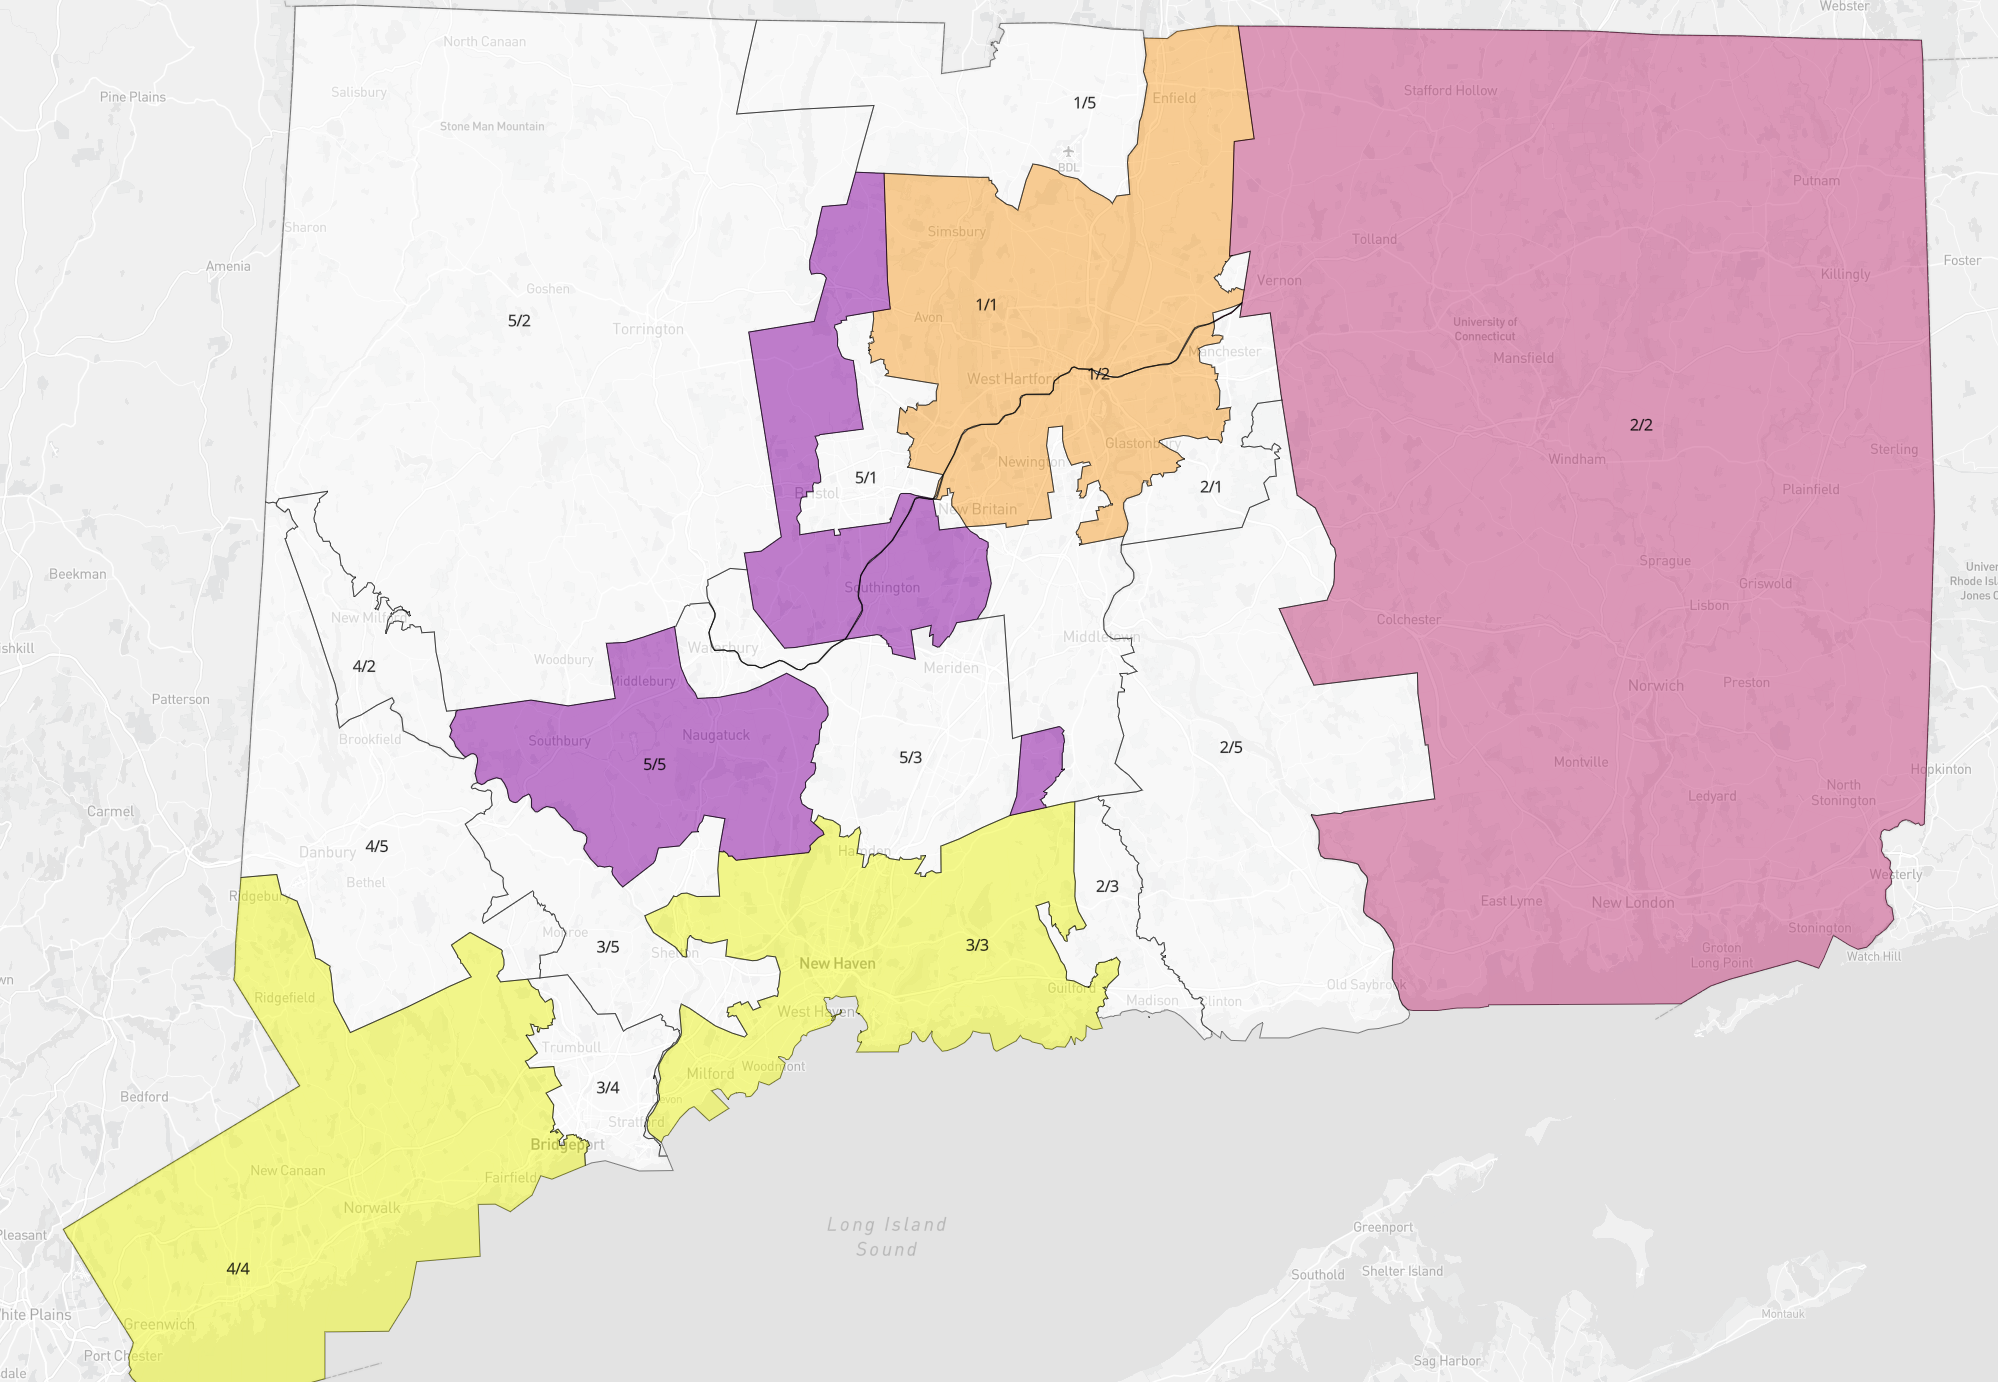 Webster
North Canaan
Salisbury
Stone Man Mountain
Pine Plains
1/5
Enfield
Stafford Hollow
BDL
Putnam
Sharon
Simsbury
Tolland
Amenia
Foster
Goshen
Vernon
Killingly
5/2
1/1
Avon
Torrington
University of
Connecticut
Manchester
Mansfield
West Hartford
1/2
2/2
Glastonbury
Sterling
Newington
Windham
5/1
2/1
Bristol
Plainfield
New Britain
Beekman
Sprague
Univer
Rhode Isl
Jones C
Southington
Griswold
Lisbon
New Milford
Colchester
Middletown
shkill
Waterbury
Woodbury
4/2
Meriden
Middlebury
Norwich
Preston
Patterson
Southbury
Naugatuck
Brookfield
2/5
5/5
5/3
Montville
Hopkinton
North
Stonington
Ledyard
Carmel
4/5
Danbury
Hamden
Bethel
2/3
Westerly
Ridgebury
East Lyme
New London
Monroe
3/5
3/3
Shelton
Stonington
Groton
Long Point
Watch Hill
New Haven
wn
Ridgefield
Guilford
Old Saybrook
Madison
Clinton
West Haven
Trumbull
Woodmont
Milford
3/4
Bedford
evon
Stratford
Bridgeport
New Canaan
Fairfield
Norwalk
Long Island
Sound
Greenport
Pleasant
4/4
Southold
Shelter Island
White Plains
Montauk
Greenwich
Port Chester
Sag Harbor
dale